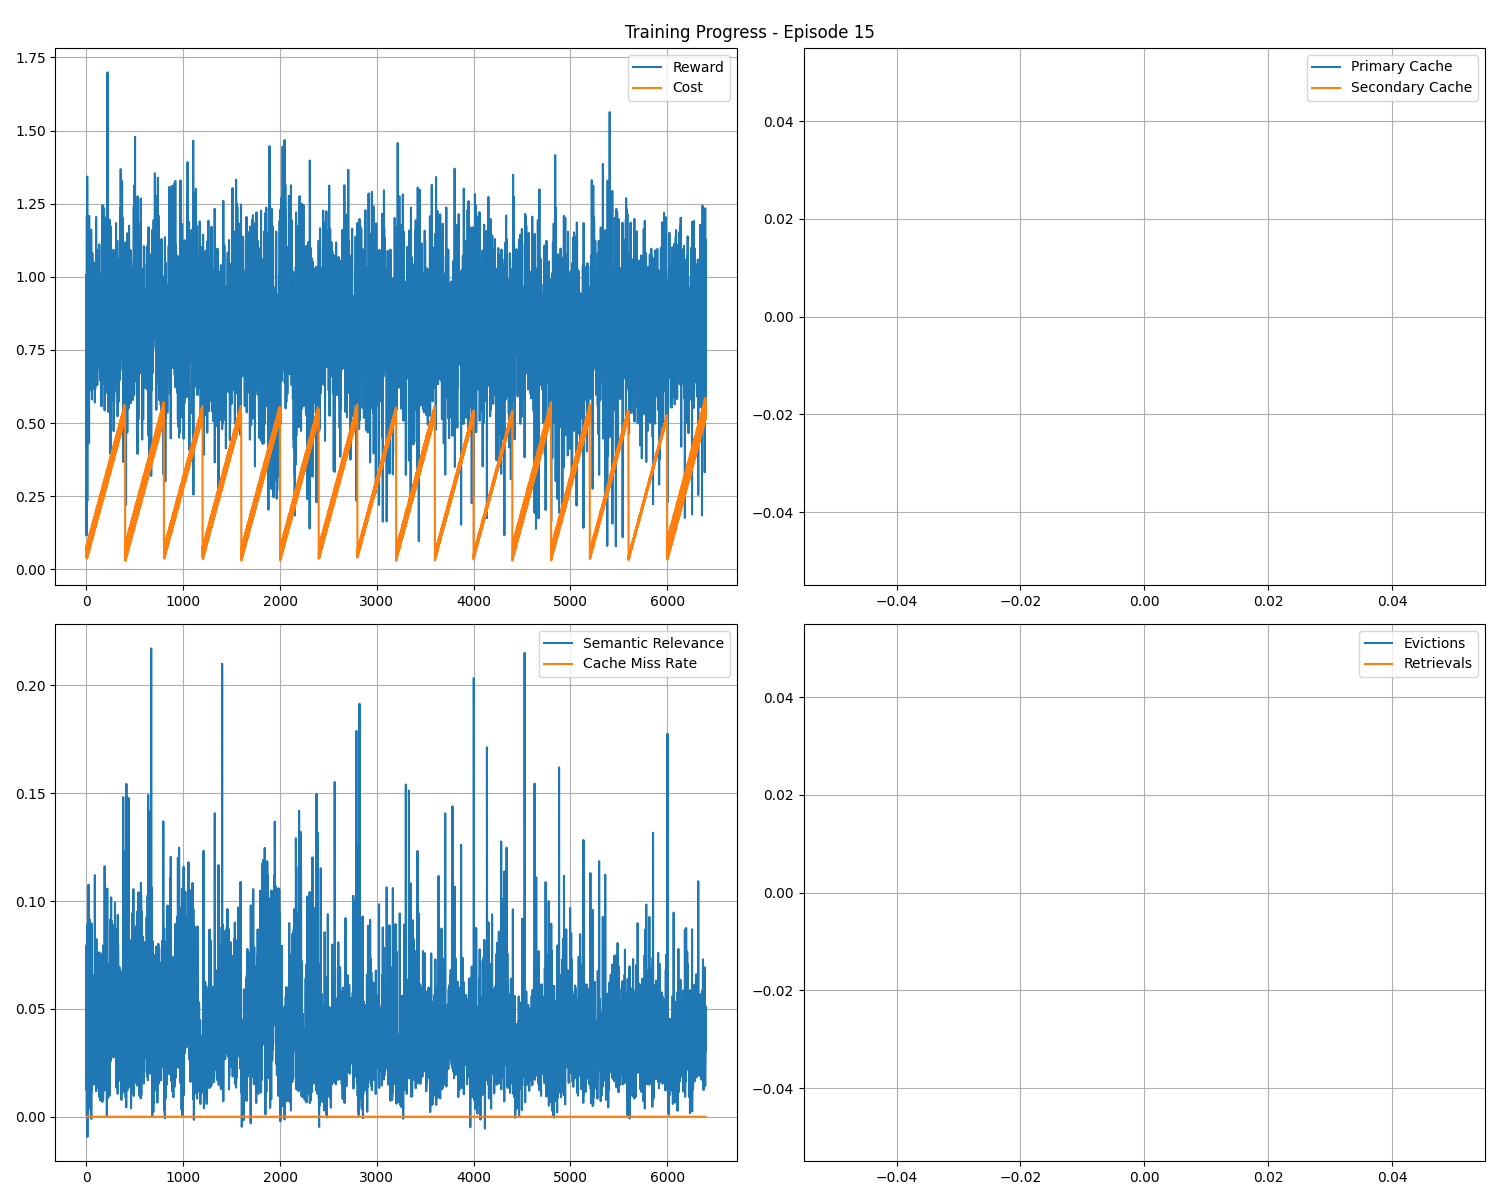 Training Progress - Episode 15
1.75
1.50
1.25
1.00
0.75
0.50
0.25
0.00
0 1000 2000 3000 4000 5000 6000
Reward
Cost
0.04
0.02
0.00
−0.02
−0.04
−0.04 −0.02 0.00 0.02 0.04
Primary Cache
Secondary Cache
0.20
0.15
0.10
0.05
0.00
0 1000 2000 3000 4000 5000 6000
Semantic Relevance
Cache Miss Rate
0.04
0.02
0.00
−0.02
−0.04
−0.04 −0.02 0.00 0.02 0.04
Evictions
Retrievals